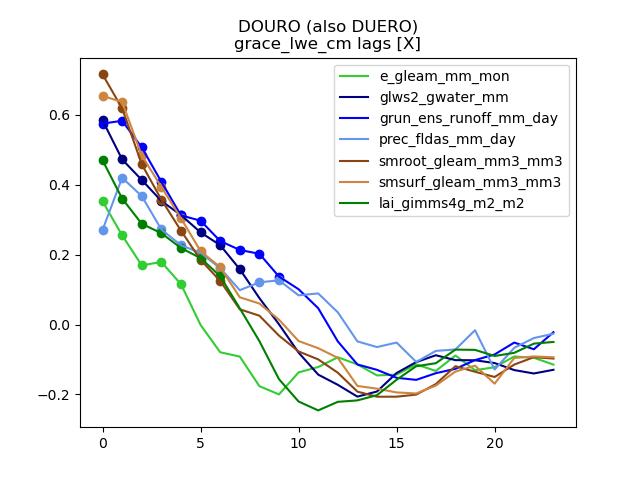 DOURO (also DUERO)
grace_lwe_cm lags [X]
e_gleam_mm_mon
glws2_gwater_mm
grun_ens_runoff_mm_day
prec_fldas_mm_day
smroot_gleam_mm3_mm3
smsurf_gleam_mm3_mm3
lai_gimms4g_m2_m2
0.6
0.4
0.2
0.0
−0.2
0 5 10 15 20